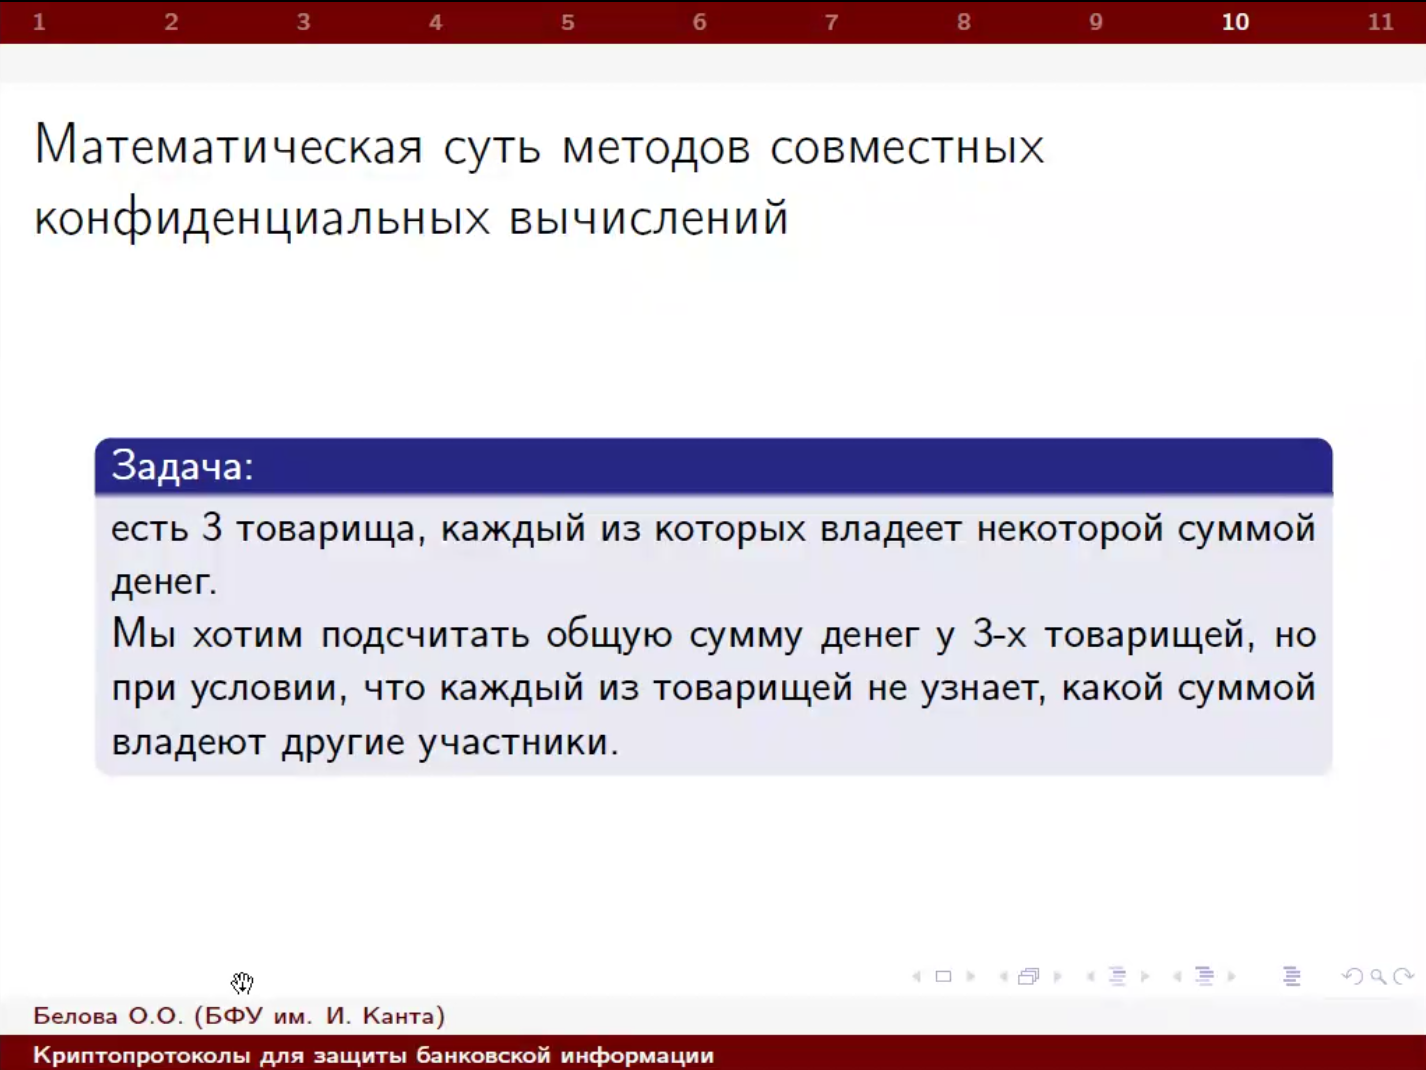 1 2 3 4 5 6 7 8 9 10 11
Математическая суть методов совместных
конфиденциальных вычислений
Задача:
есть 3 товарища, каждый из которых владеет некоторой суммой
денег.
Мы хотим подсчитать общую сумму денег у 3-х товарищей, но
при условии, что каждый из товарищей не узнает, какой суммой
владеют другие участники.
Белова О.О. (БФУ им. И. Канта)
Криптопротоколы для защиты банковской информации